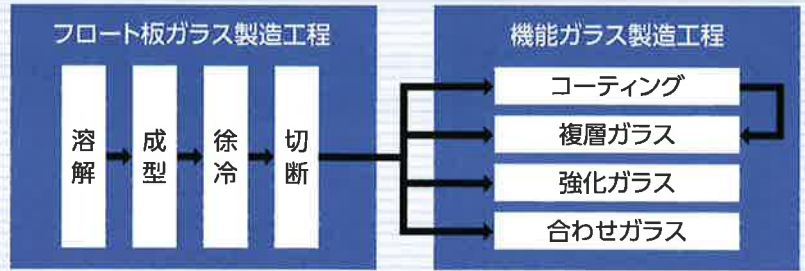 フロート板ガラス製造工程
溶解
成型
徐冷
切断
機能ガラス製造工程
コーティング
複層ガラス
強化ガラス
合わせガラス